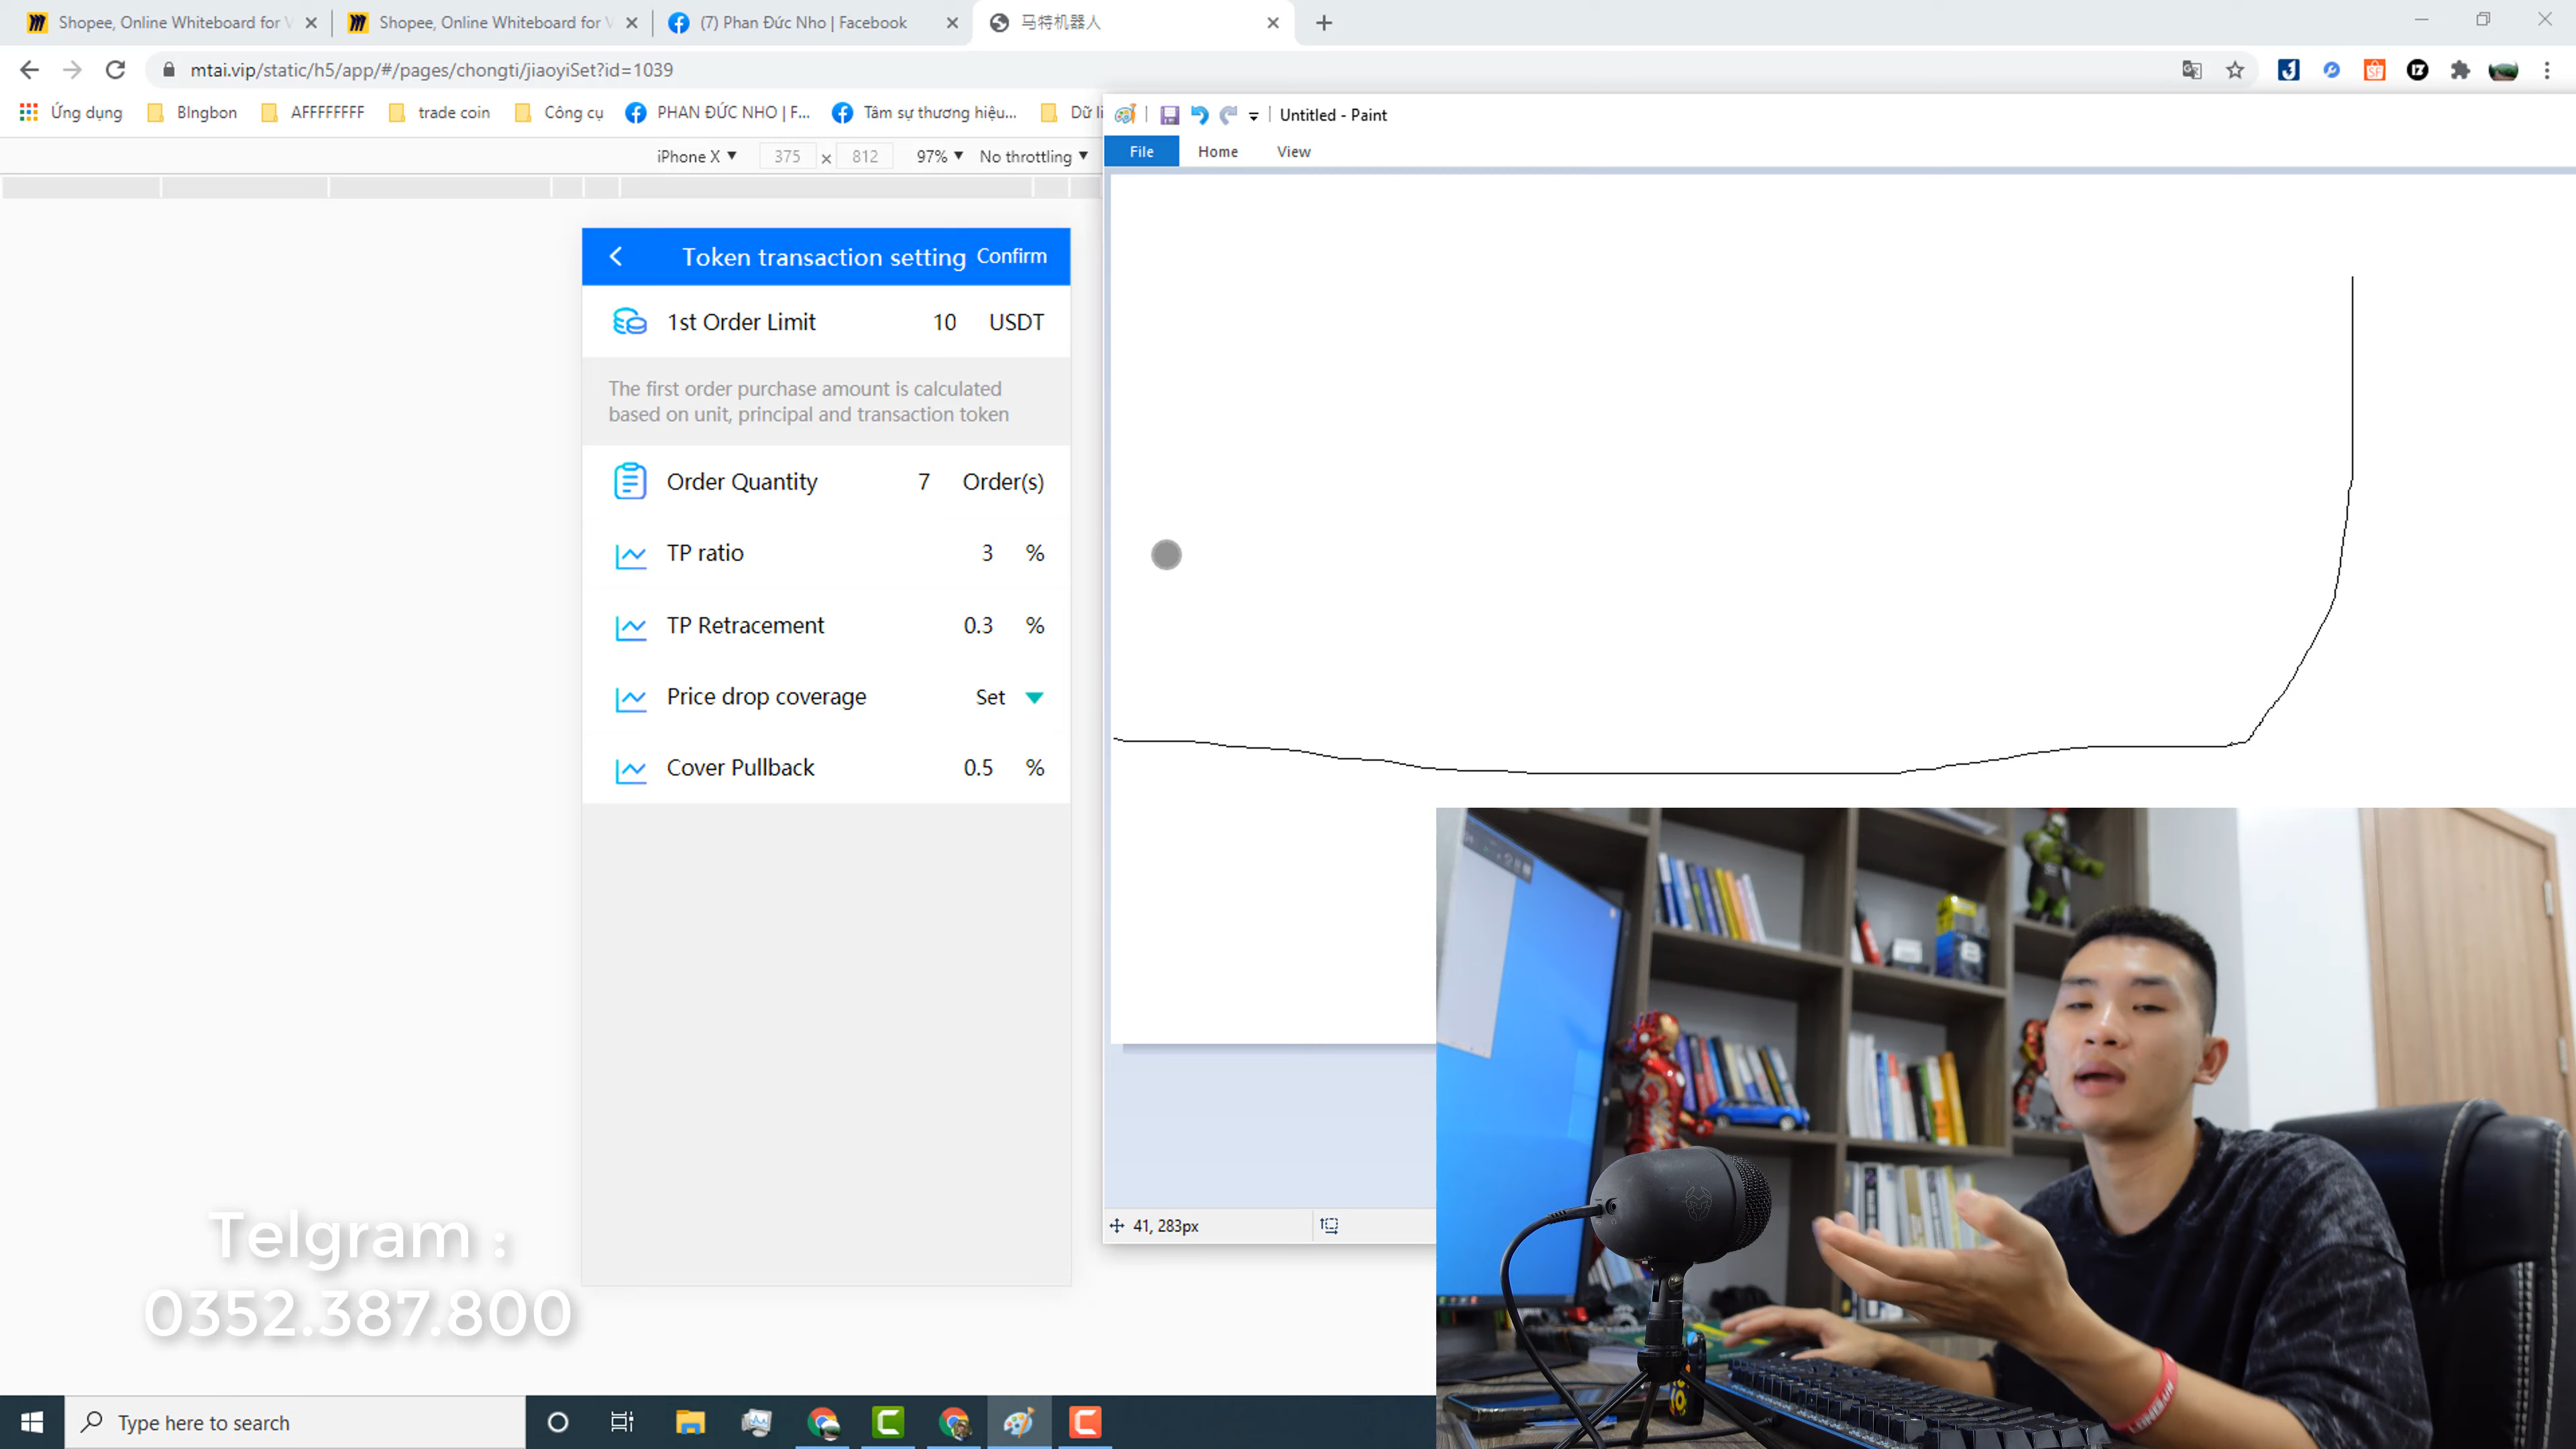 Shopee, Online Whiteboard for V
Shopee, Online Whiteboard for V
(7) Phan Đức Nho | Facebook
马特机器人
mtai.vip/static/h5/app/#/pages/chongti/jiaoyiSet?id=1039
Ứng dụng
BIngbon
AFFFFFFFF
trade coin
Công cụ
PHAN ĐỨC NHO | F...
Tâm sự thương hiệu...
Dữ li
Untitled - Paint
iPhone X
375
×
812
97%
No throttling
File
Home
View
Token transaction setting
Confirm
1st Order Limit
10
USDT
The first order purchase amount is calculated
based on unit, principal and transaction token
Order Quantity
7
Order(s)
TP ratio
3
%
TP Retracement
0.3
%
Price drop coverage
Set
Cover Pullback
0.5
%
41, 283px
Telgram :
0352.387.800
Type here to search